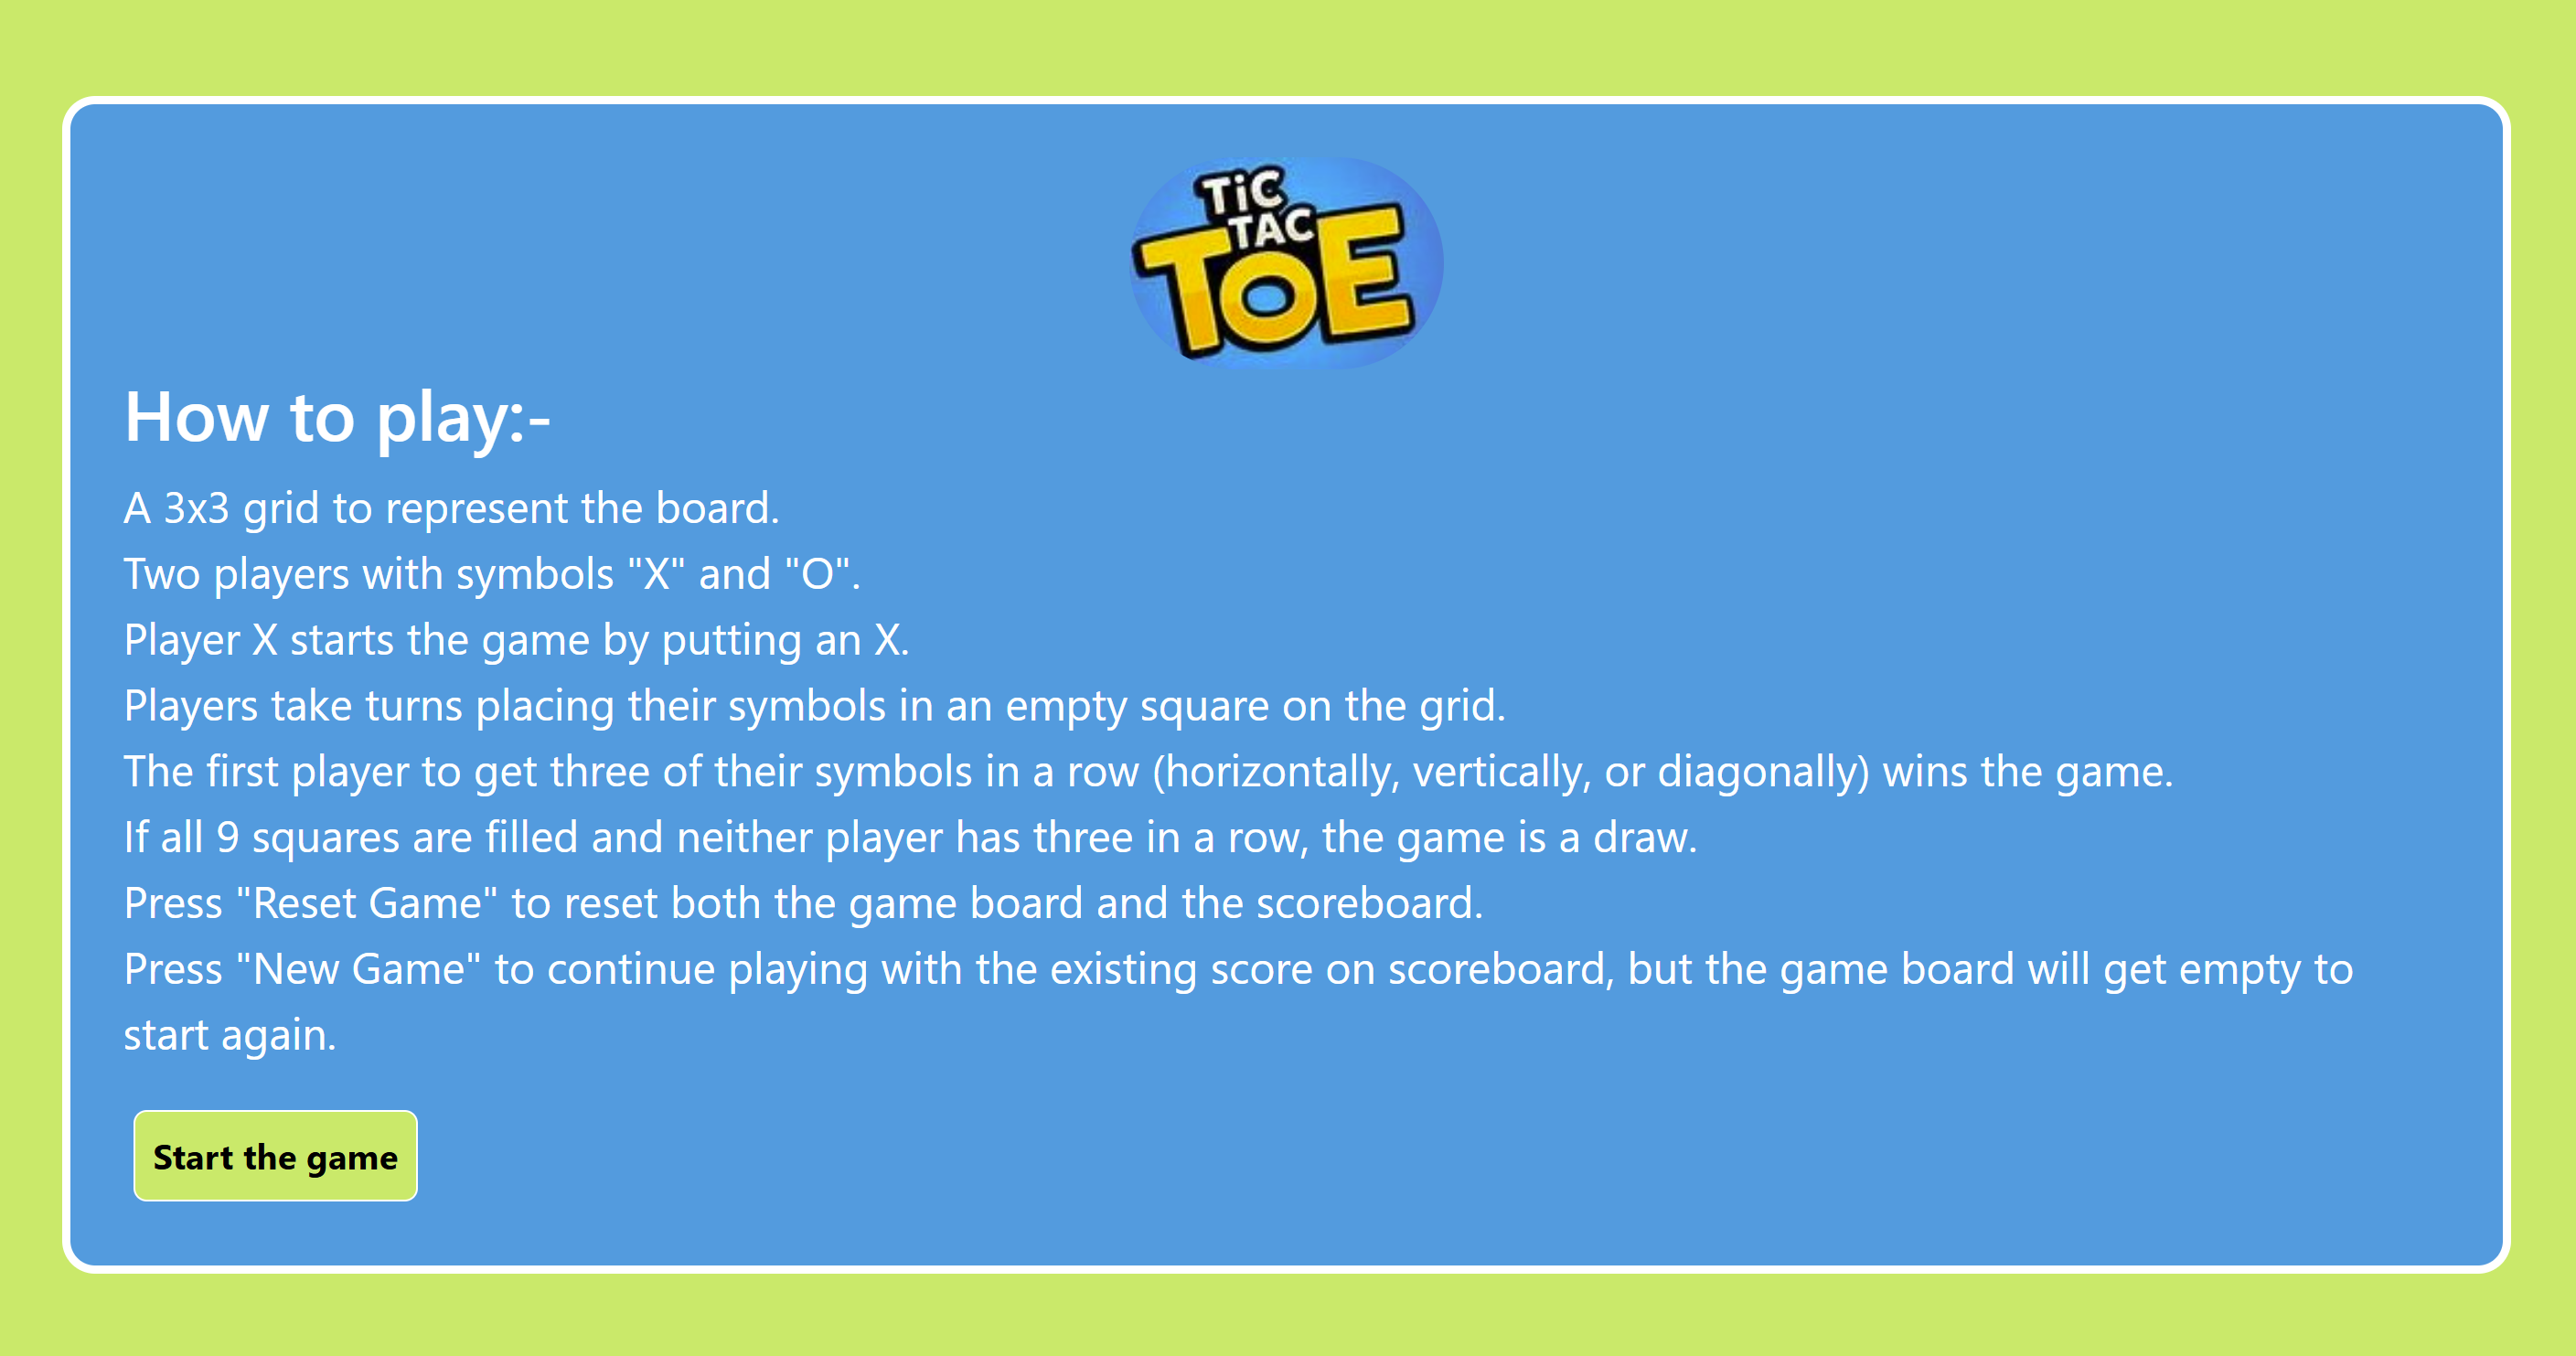 TiC
TAC
TOE
How to play:-
A 3x3 grid to represent the board.
Two players with symbols "X" and "O".
Player X starts the game by putting an X.
Players take turns placing their symbols in an empty square on the grid.
The first player to get three of their symbols in a row (horizontally, vertically, or diagonally) wins the game.
If all 9 squares are filled and neither player has three in a row, the game is a draw.
Press "Reset Game" to reset both the game board and the scoreboard.
Press "New Game" to continue playing with the existing score on scoreboard, but the game board will get empty to
start again.
Start the game